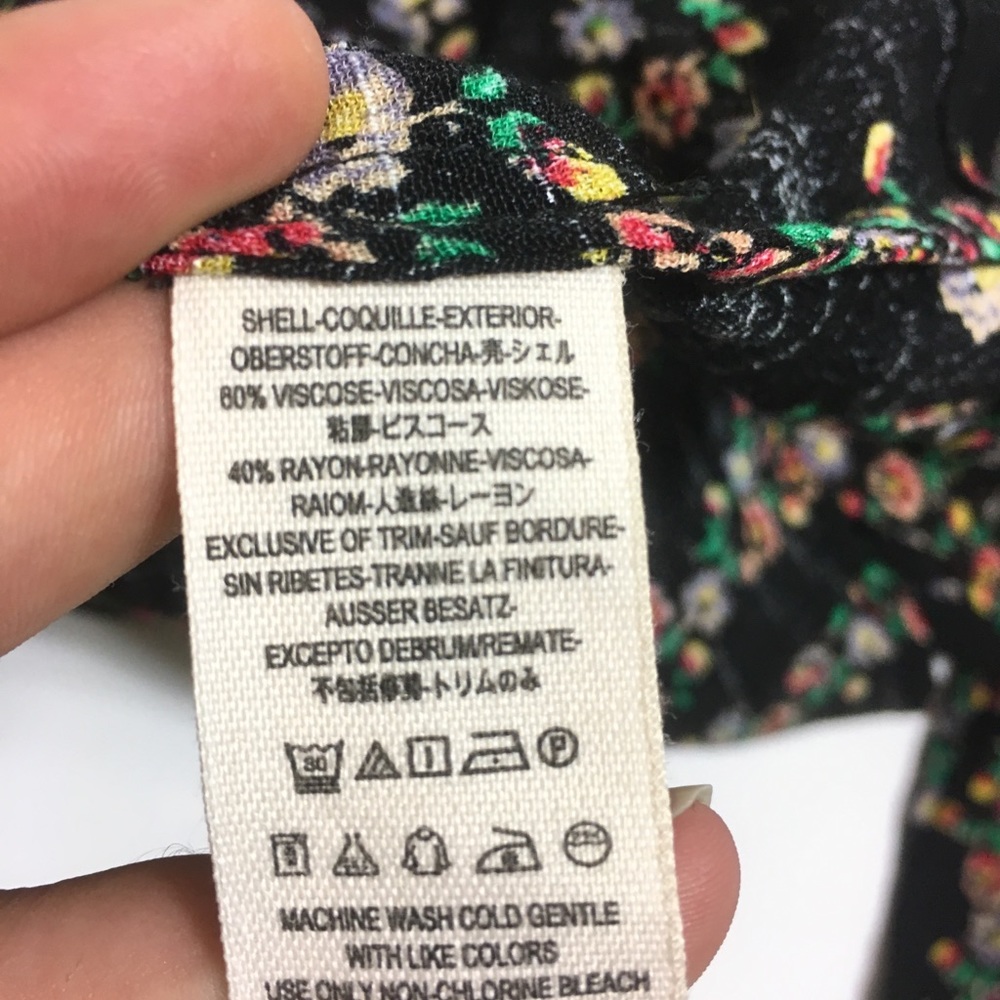 SHELL-COQUILLE-EXTERIOR-
OBERSTOFF-CONCHA-壳-シェル
60% VISCOSE-VISCOSA-VISKOSE-
粘膠-ビスコース
40% RAYON-RAYONNE-VISCOSA-
RAIOM-人造絲-レーヨン
EXCLUSIVE OF TRIM-SAUF BORDURE-
SIN RIBETES-TRANNE LA FINITURA-
AUSSER BESATZ-
EXCEPTO DEBRUM/REMATE-
不包括修剪-トリムのみ
30 P
MACHINE WASH COLD GENTLE
WITH LIKE COLORS
USE ONLY NON-CHLORINE BLEACH